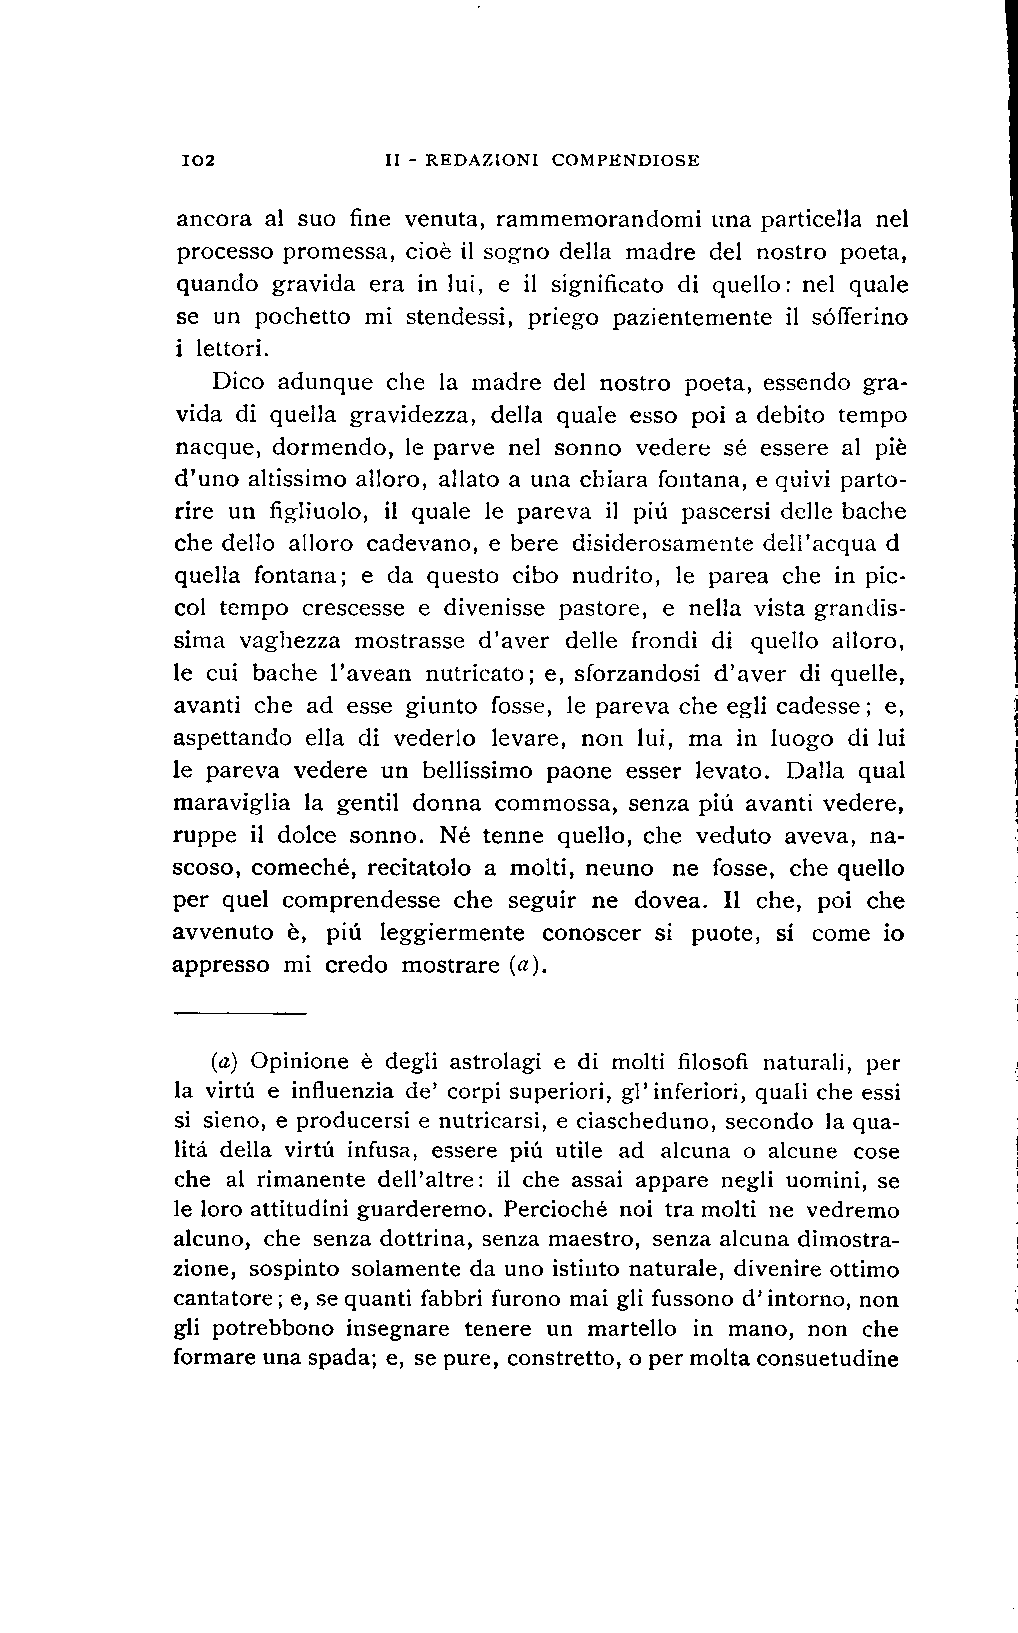 102 II - REDAZIONI COMPENDIOSE
ancora al suo fine venuta, rammemorandomi una particella nel
processo promessa, cioè il sogno della madre del nostro poeta,
quando gravida era in lui, e il significato di quello: nel quale
se un pochetto mi stendessi, priego pazientemente il sófferino
i lettori.
Dico adunque che la madre del nostro poeta, essendo gra-
vida di quella gravidezza, della quale esso poi a debito tempo
nacque, dormendo, le parve nel sonno vedere sé essere al piè
d'uno altissimo alloro, allato a una chiara fontana, e quivi parto-
rire un figliuolo, il quale le pareva il piú pascersi delle bache
che dello alloro cadevano, e bere disiderosamente dell'acqua d
quella fontana; e da questo cibo nudrito, le parea che in pic-
col tempo crescesse e divenisse pastore, e nella vista grandis-
sima vaghezza mostrasse d'aver delle frondi di quello alloro,
le cui bache l'avean nutricato; e, sforzandosi d'aver di quelle,
avanti che ad esse giunto fosse, le pareva che egli cadesse; e,
aspettando ella di vederlo levare, non lui, ma in luogo di lui
le pareva vedere un bellissimo paone esser levato. Dalla qual
maraviglia la gentil donna commossa, senza piú avanti vedere,
ruppe il dolce sonno. Né tenne quello, che veduto aveva, na-
scoso, comeché, recitatolo a molti, neuno ne fosse, che quello
per quel comprendesse che seguir ne dovea. Il che, poi che
avvenuto è, piú leggiermente conoscer si puote, sí come io
appresso mi credo mostrare (a).
(a) Opinione è degli astrolagi e di molti filosofi naturali, per
la virtú e influenzia de' corpi superiori, gl'inferiori, quali che essi
si sieno, e producersi e nutricarsi, e ciascheduno, secondo la qua-
litá della virtú infusa, essere piú utile ad alcuna o alcune cose
che al rimanente dell'altre: il che assai appare negli uomini, se
le loro attitudini guarderemo. Percioché noi tra molti ne vedremo
alcuno, che senza dottrina, senza maestro, senza alcuna dimostra-
zione, sospinto solamente da uno istinto naturale, divenire ottimo
cantatore; e, se quanti fabbri furono mai gli fussono d'intorno, non
gli potrebbono insegnare tenere un martello in mano, non che
formare una spada; e, se pure, constretto, o per molta consuetudine